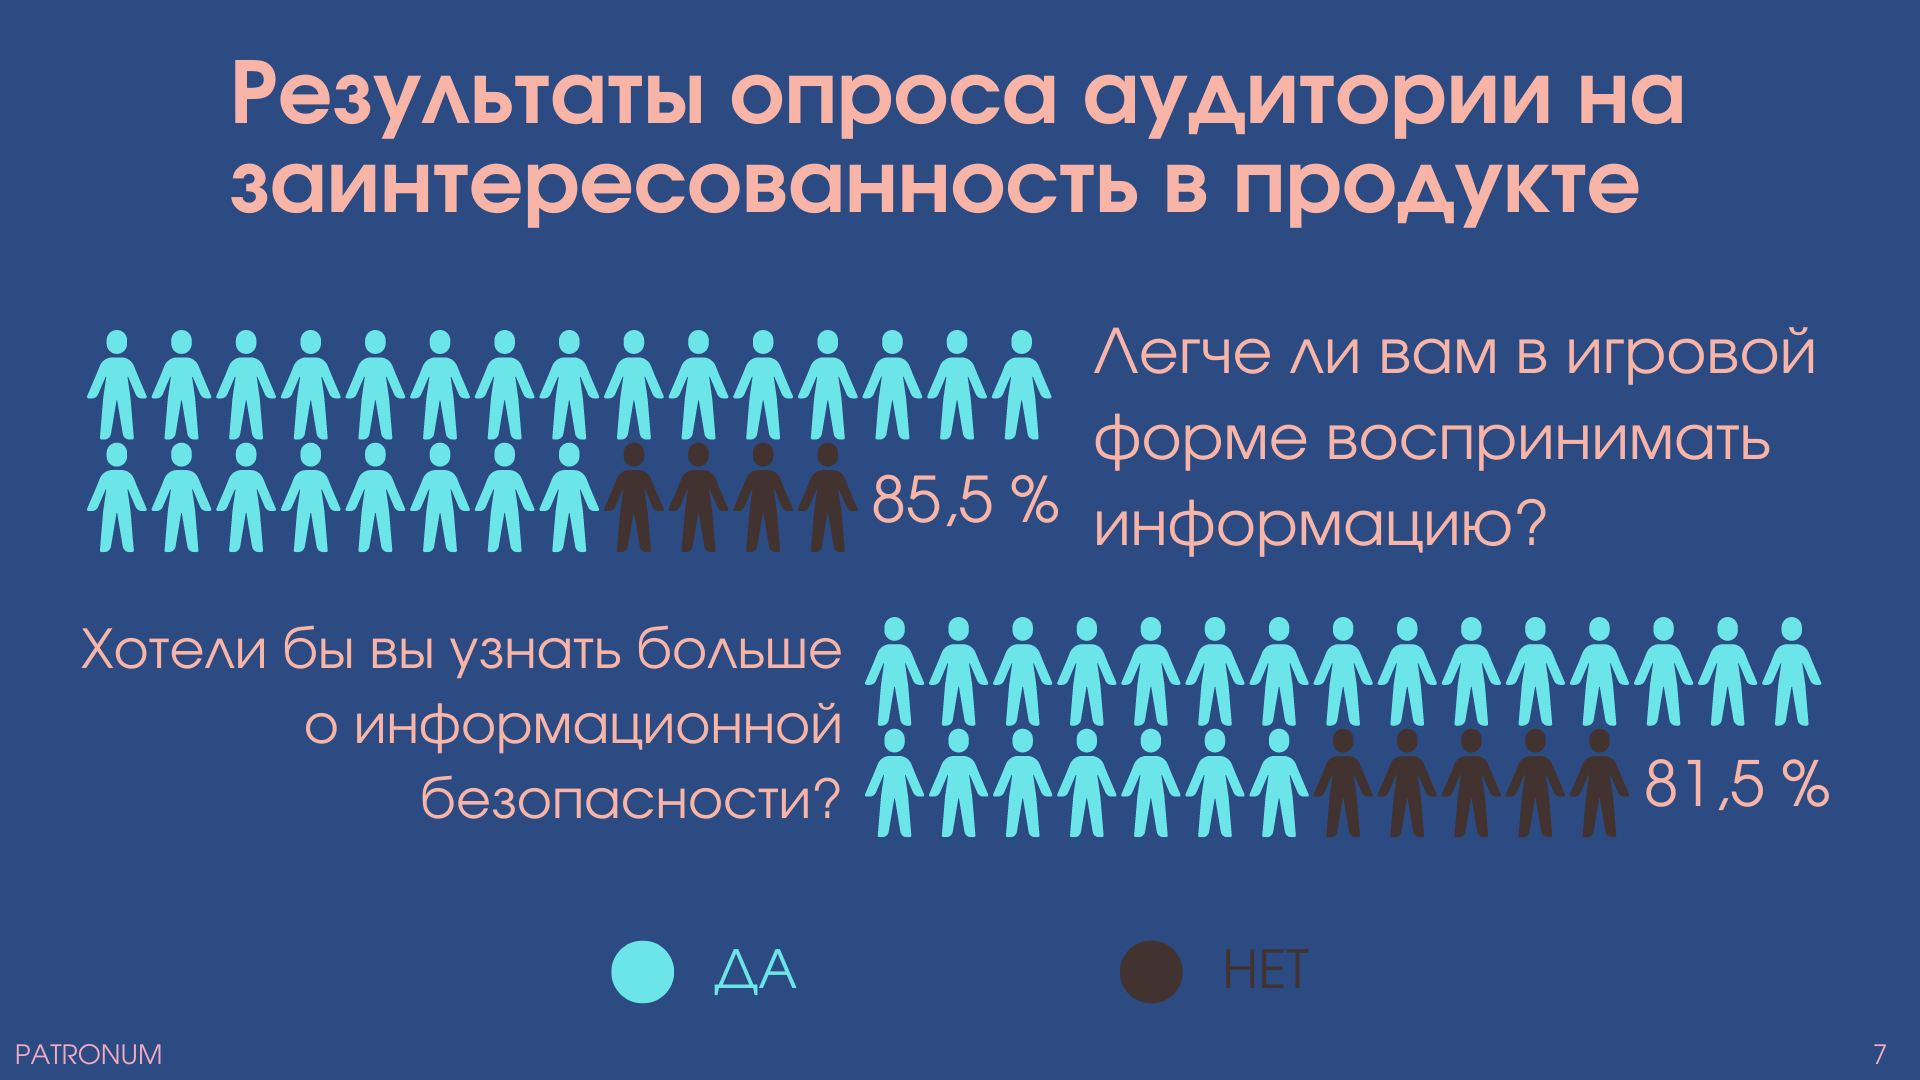 Результаты опроса аудитории на
заинтересованность в продукте
Легче ли вам в игровой
форме воспринимать
информацию?
85,5 %
Хотели бы вы узнать больше
о информационной
безопасности?
81,5 %
ДА
НЕТ
PATRONUM
7